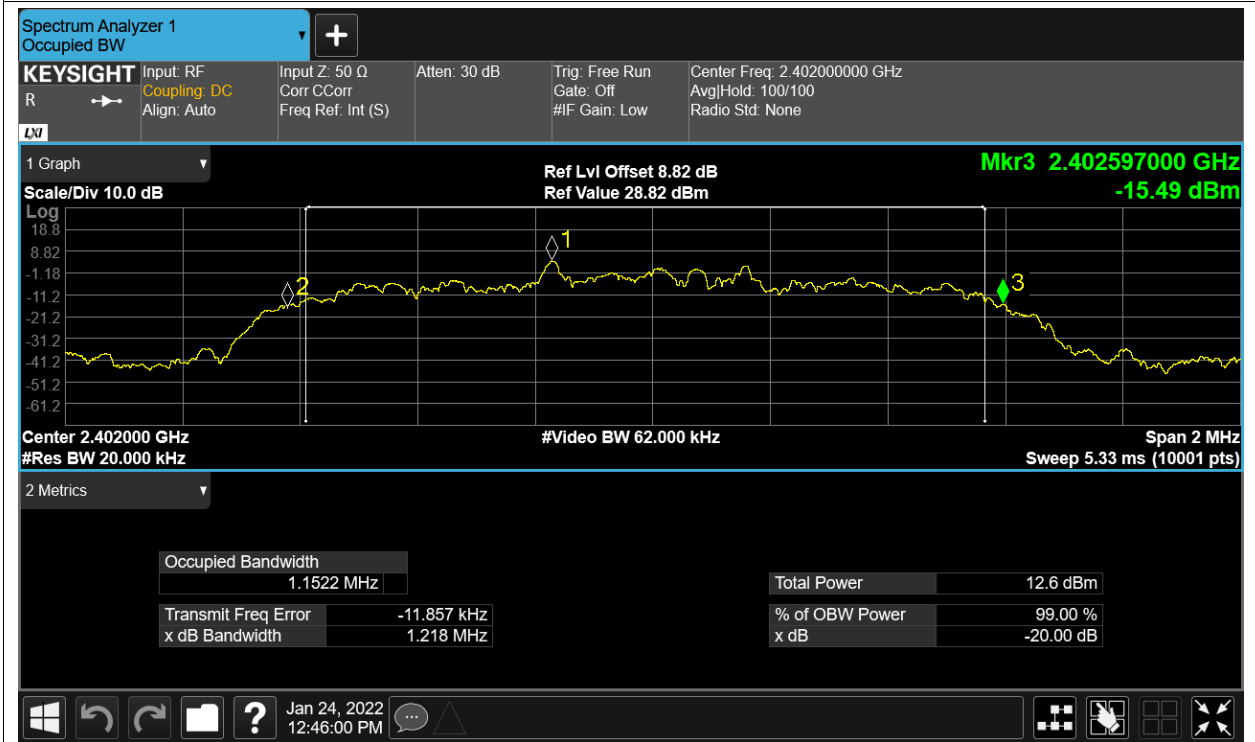 Spectrum Analyzer 1
Occupied BW
KEYSIGHT Input: RF Input Z: 50 Ω Atten: 30 dB Trig: Free Run Center Freq: 2.402000000 GHz
R Coupling: DC Corr CCorr Gate: Off Avg|Hold: 100/100
Align: Auto Freq Ref: Int (S) #IF Gain: Low Radio Std: None
LXI
1 Graph Ref Lvl Offset 8.82 dB Mkr3 2.402597000 GHz
Scale/Div 10.0 dB Ref Value 28.82 dBm -15.49 dBm
Log
18.8
8.82
-1.18
-11.2
-21.2
-31.2
-41.2
-51.2
-61.2
1
2
3
Center 2.402000 GHz #Video BW 62.000 kHz Span 2 MHz
#Res BW 20.000 kHz Sweep 5.33 ms (10001 pts)
2 Metrics
Occupied Bandwidth
1.1522 MHz Total Power 12.6 dBm
Transmit Freq Error -11.857 kHz % of OBW Power 99.00 %
x dB Bandwidth 1.218 MHz x dB -20.00 dB
? Jan 24, 2022
12:46:00 PM